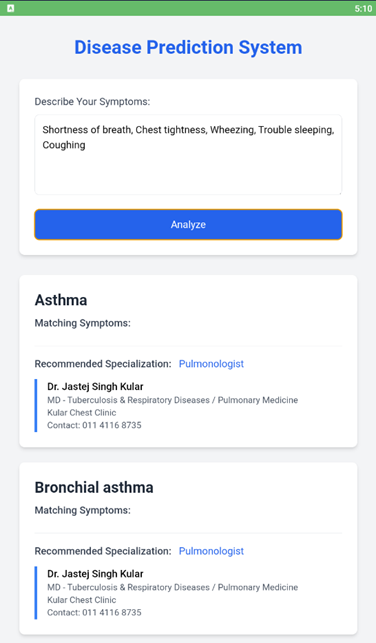 5:10
Disease Prediction System
Describe Your Symptoms:
Shortness of breath, Chest tightness, Wheezing, Trouble sleeping,
Coughing
Analyze
Asthma
Matching Symptoms:
Recommended Specialization: Pulmonologist
Dr. Jastej Singh Kular
MD - Tuberculosis & Respiratory Diseases / Pulmonary Medicine
Kular Chest Clinic
Contact: 011 4116 8735
Bronchial asthma
Matching Symptoms:
Recommended Specialization: Pulmonologist
Dr. Jastej Singh Kular
MD - Tuberculosis & Respiratory Diseases / Pulmonary Medicine
Kular Chest Clinic
Contact: 011 4116 8735